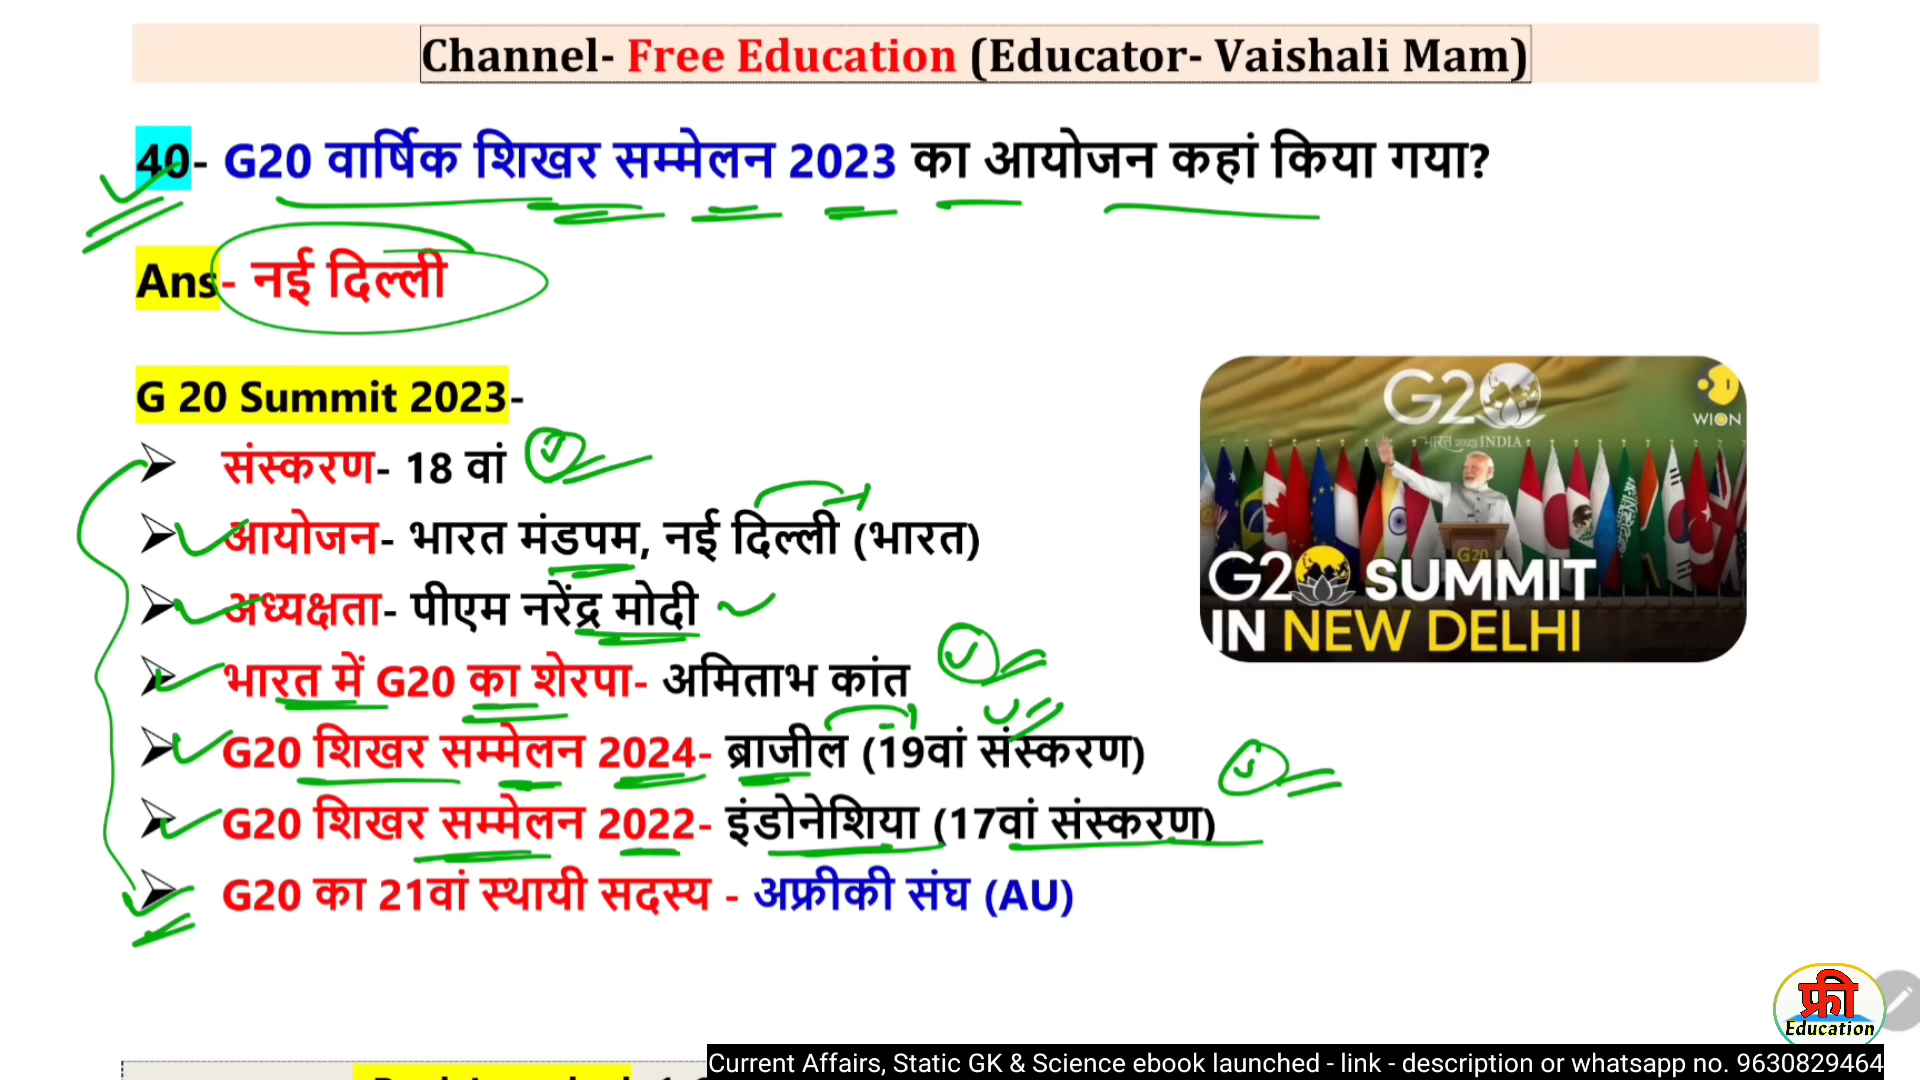 Channel- Free Education (Educator- Vaishali Mam)
40- G20 वार्षिक शिखर सम्मेलन 2023 का आयोजन कहां किया गया?
Ans- नई दिल्ली
G 20 Summit 2023-
संस्करण- 18 वां
आयोजन- भारत मंडपम, नई दिल्ली (भारत)
अध्यक्षता- पीएम नरेंद्र मोदी
भारत में G20 का शेरपा- अमिताभ कांत
G20 शिखर सम्मेलन 2024- ब्राजील (19वां संस्करण)
G20 शिखर सम्मेलन 2022- इंडोनेशिया (17वां संस्करण)
G20 का 21वां स्थायी सदस्य - अफ्रीकी संघ (AU)
G20
भारत 2023 INDIA
WION
G20
G20 SUMMIT
IN NEW DELHI
फ्री
Education
Current Affairs, Static GK & Science ebook launched - link - description or whatsapp no. 9630829464